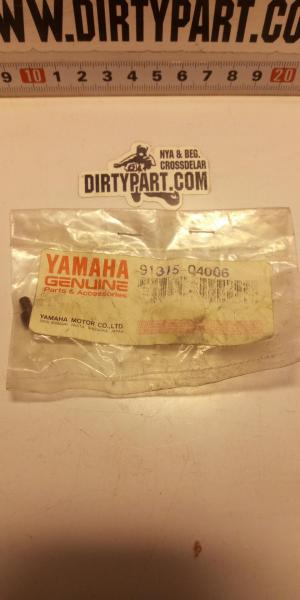 WWW.DIRTYPART.COM
9 10 1 2 3 4 5 6 7 8 9 20
NYA & BEG.
CROSSDELAR
DIRTYPART.COM
YAMAHA
GENUINE
Parts & Accessories
91315-04006
YAMAHA MOTOR CO., LTD.